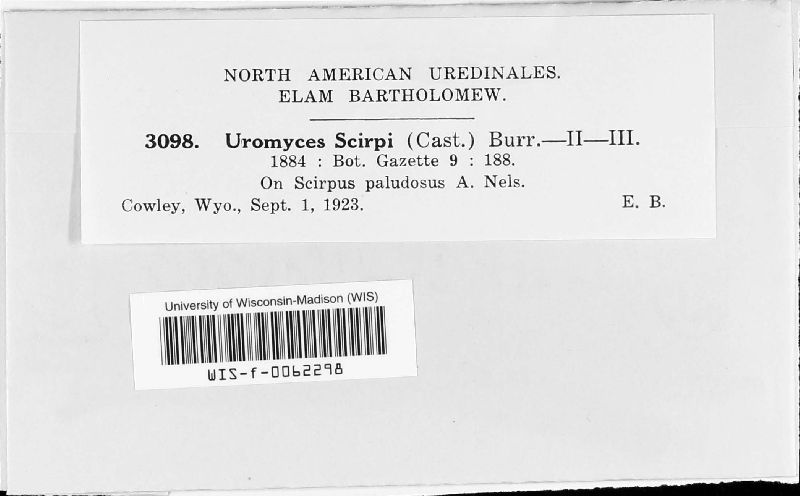 NORTH AMERICAN UREDINALES.
ELAM BARTHOLOMEW.
3098. Uromyces Scirpi (Cast.) Burr.—II—III.
1884 : Bot. Gazette 9 : 188.
On Scirpus paludosus A. Nels.
Cowley, Wyo., Sept. 1, 1923. E. B.
University of Wisconsin-Madison (WIS)
WIS-f-0062298